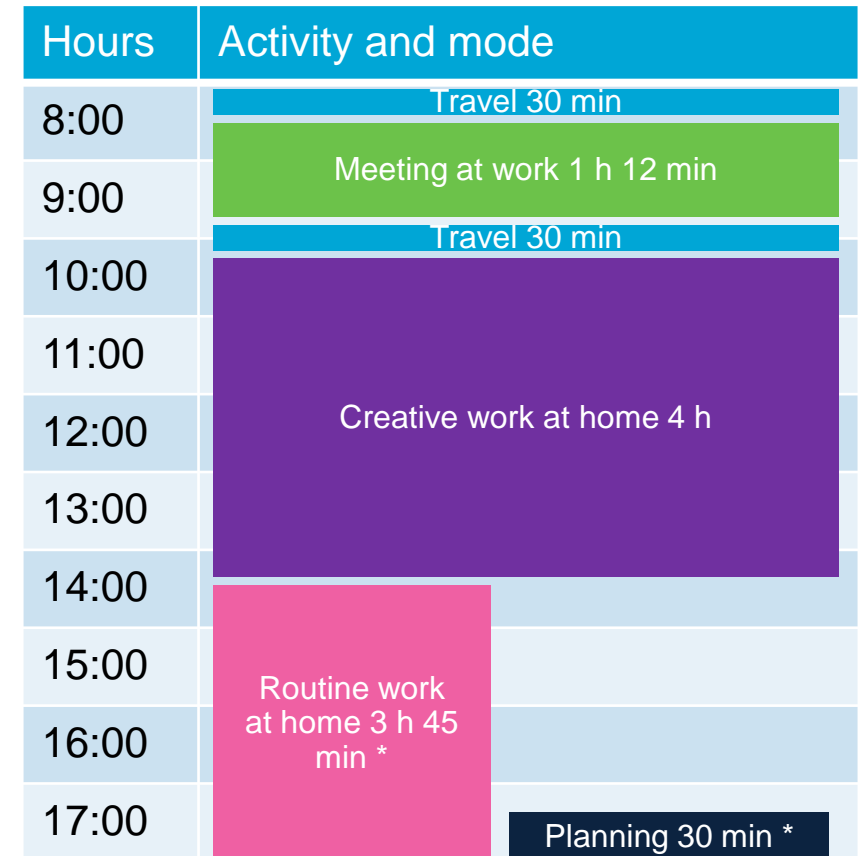 Hours
Activity and mode
8:00
Travel 30 min
Meeting at work 1 h 12 min
9:00
Travel 30 min
10:00
11:00
Creative work at home 4 h
12:00
13:00
14:00
15:00
Routine work
at home 3 h 45
min *
16:00
17:00
Planning 30 min *